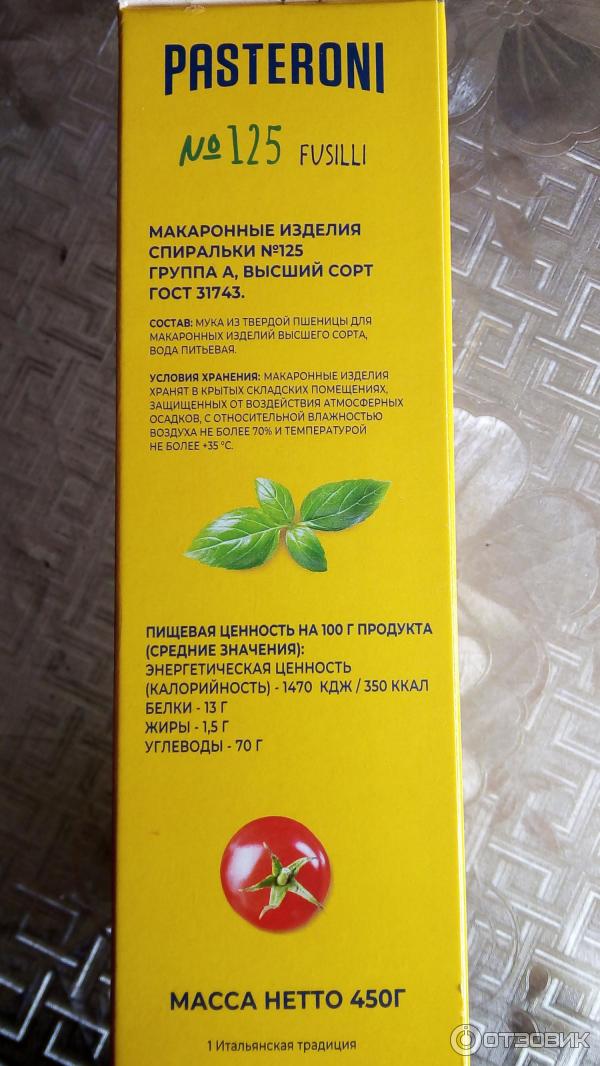 PASTERONI
№125 FUSILLI
МАКАРОННЫЕ ИЗДЕЛИЯ
СПИРАЛЬКИ №125
ГРУППА А, ВЫСШИЙ СОРТ
ГОСТ 31743.
СОСТАВ: МУКА ИЗ ТВЕРДОЙ ПШЕНИЦЫ ДЛЯ
МАКАРОННЫХ ИЗДЕЛИЙ ВЫСШЕГО СОРТА,
ВОДА ПИТЬЕВАЯ.
УСЛОВИЯ ХРАНЕНИЯ: МАКАРОННЫЕ ИЗДЕЛИЯ
ХРАНЯТ В КРЫТЫХ СКЛАДСКИХ ПОМЕЩЕНИЯХ,
ЗАЩИЩЕННЫХ ОТ ВОЗДЕЙСТВИЯ АТМОСФЕРНЫХ
ОСАДКОВ, С ОТНОСИТЕЛЬНОЙ ВЛАЖНОСТЬЮ
ВОЗДУХА НЕ БОЛЕЕ 70% И ТЕМПЕРАТУРОЙ
НЕ БОЛЕЕ +35 °С.
ПИЩЕВАЯ ЦЕННОСТЬ НА 100 Г ПРОДУКТА
(СРЕДНИЕ ЗНАЧЕНИЯ):
ЭНЕРГЕТИЧЕСКАЯ ЦЕННОСТЬ
(КАЛОРИЙНОСТЬ) - 1470 КДЖ / 350 ККАЛ
БЕЛКИ - 13 Г
ЖИРЫ - 1,5 Г
УГЛЕВОДЫ - 70 Г
МАССА НЕТТО 450Г
1 Итальянская традиция
ОТЗОВИК